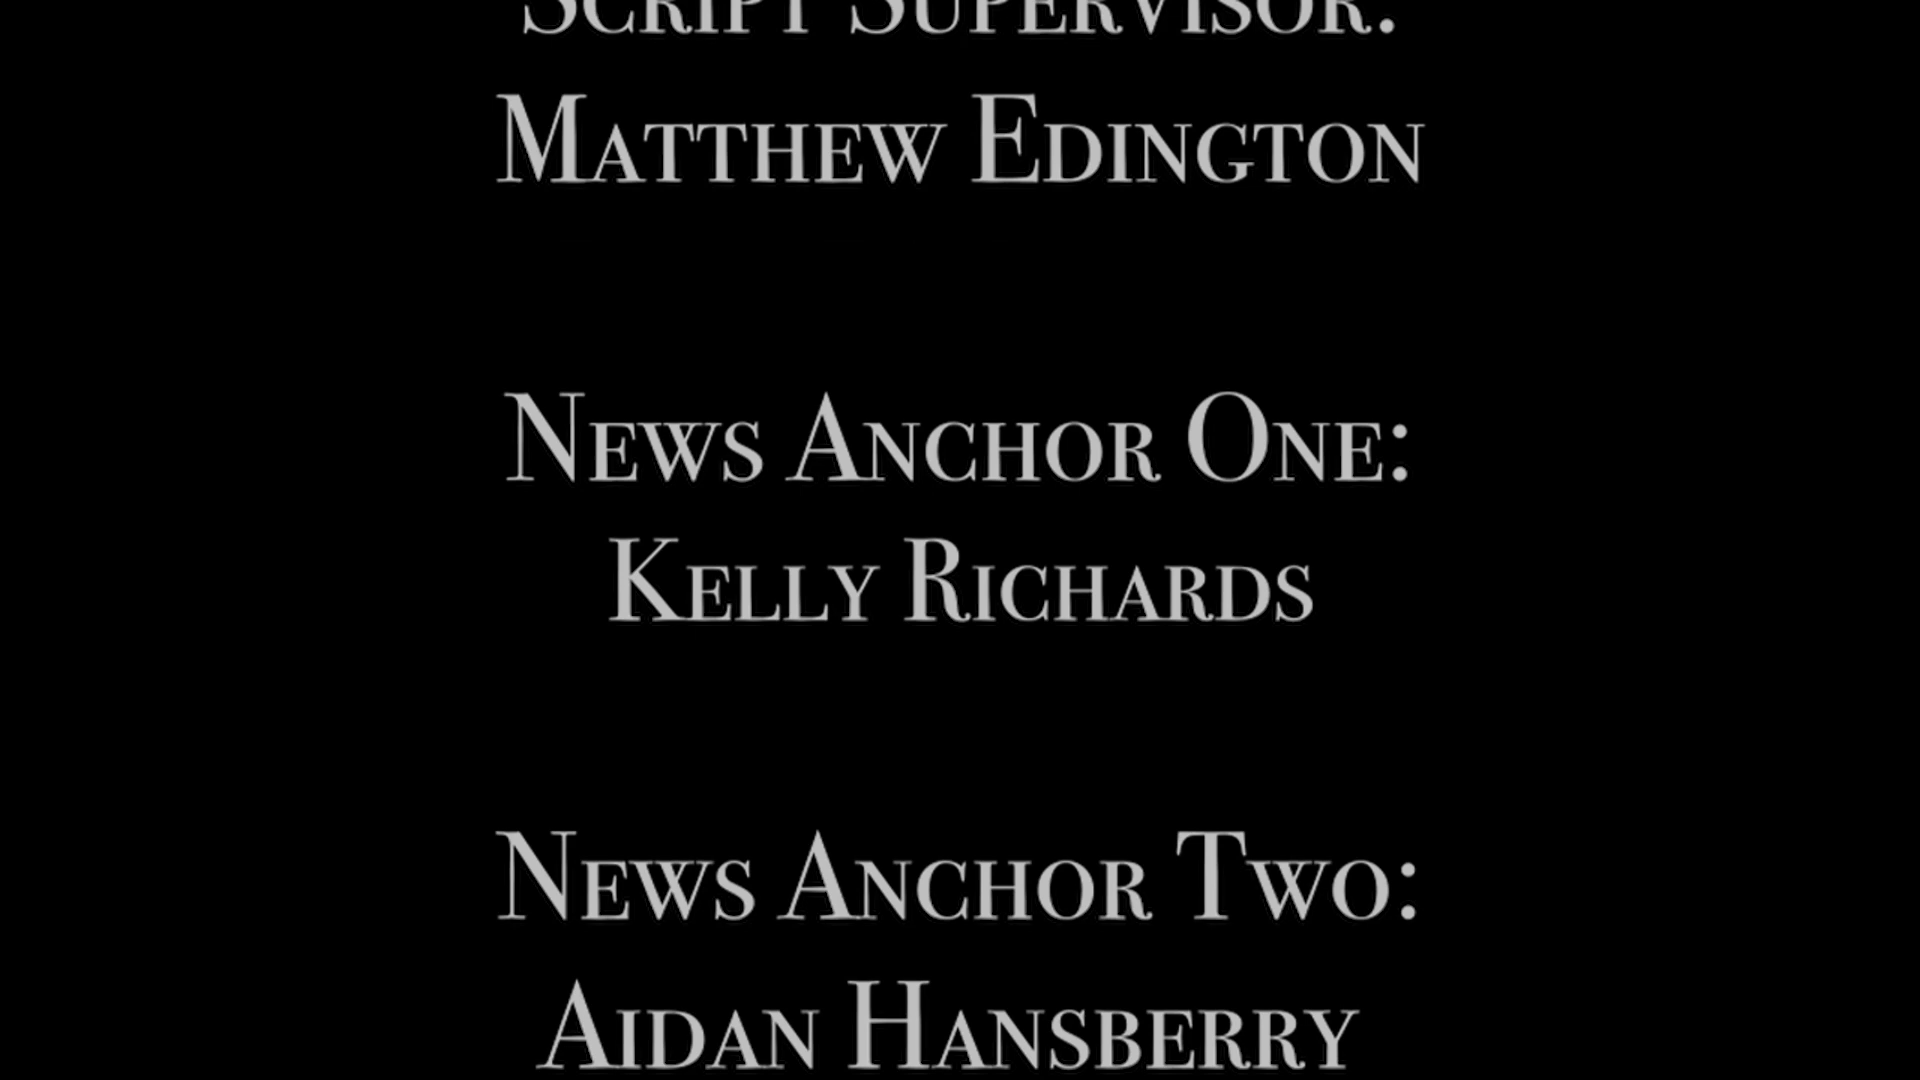 Script Supervisor:
Matthew Edington
News Anchor One:
Kelly Richards
News Anchor Two:
Aidan Hansberry